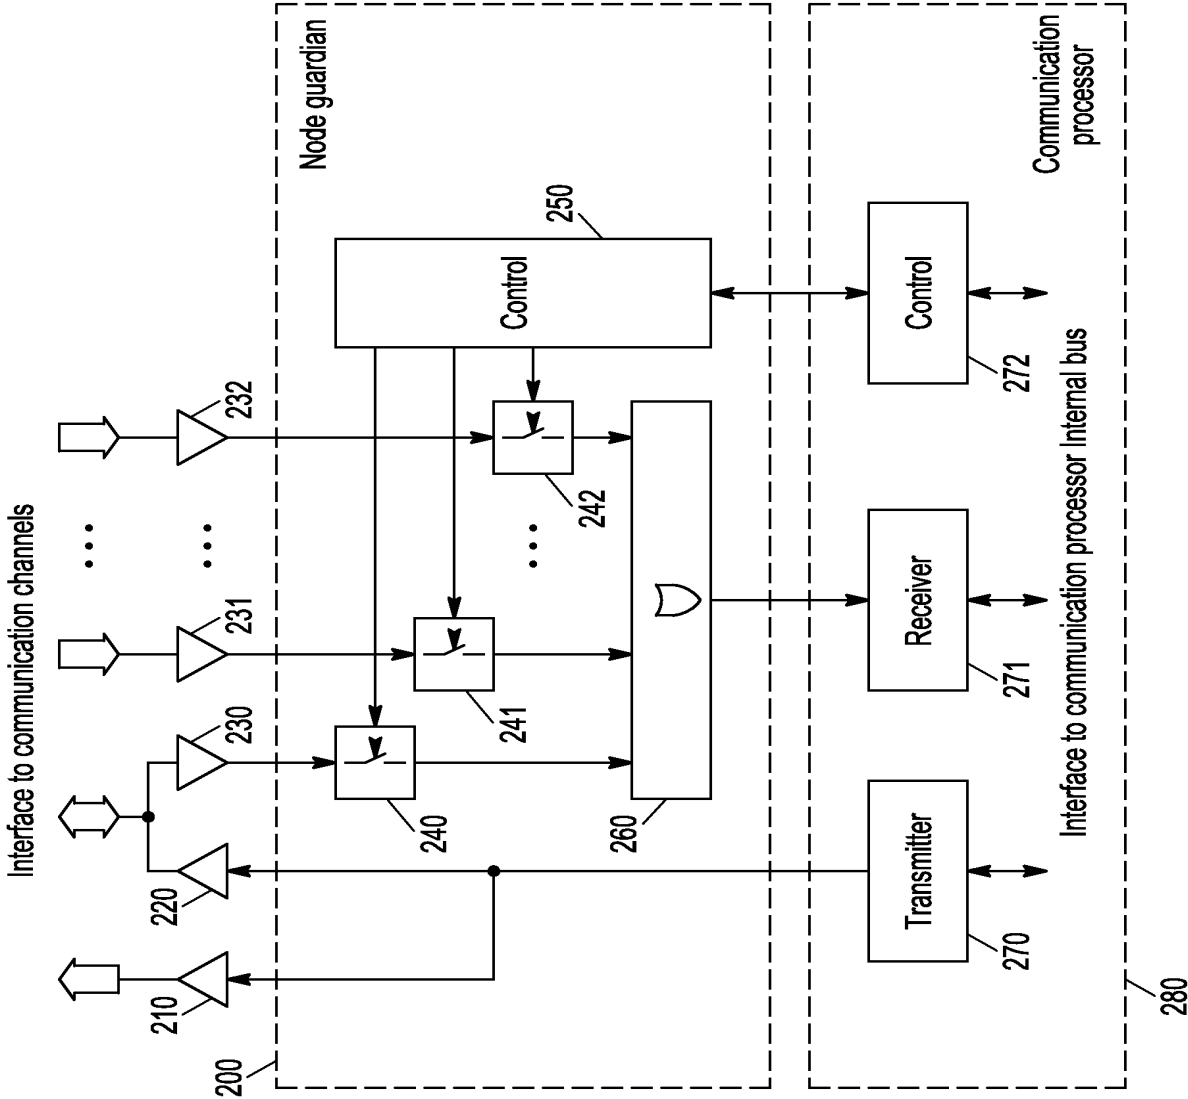 Interface to communication channels
210
220
230
231
232
200
Node guardian
240
241
242
Control
250
260
Communication
processor
Transmitter
270
Receiver
271
Control
272
Interface to communication processor Internal bus
280